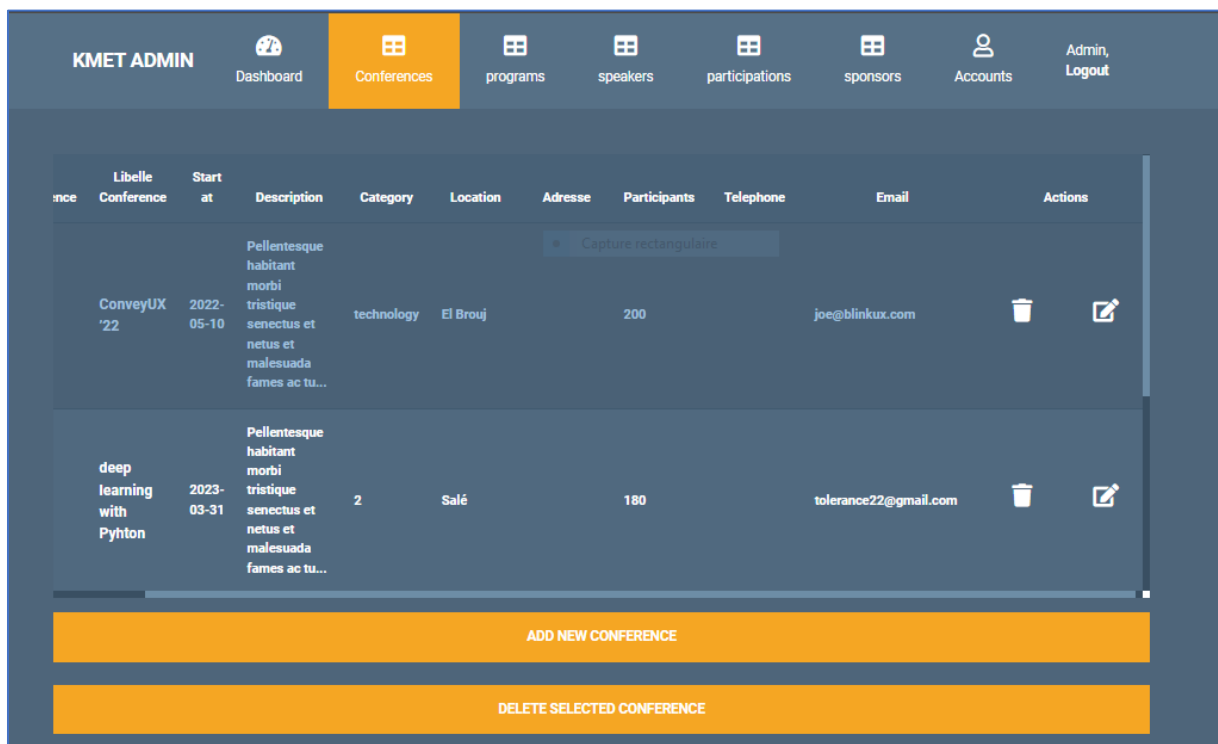 KMET ADMIN
Dashboard
Conferences
programs
speakers
participations
sponsors
Accounts
Admin,
Logout
ence
Libelle
Conference
Start
at
Description
Category
Location
Adresse
Participants
Telephone
Email
Actions
Capture rectangulaire
ConveyUX
'22
2022-
05-10
Pellentesque
habitant
morbi
tristique
senectus et
netus et
malesuada
fames ac tu...
technology
El Brouj
200
joe@blinkux.com
deep
learning
with
Pyhton
2023-
03-31
Pellentesque
habitant
morbi
tristique
senectus et
netus et
malesuada
fames ac tu...
2
Salé
180
tolerance22@gmail.com
ADD NEW CONFERENCE
DELETE SELECTED CONFERENCE